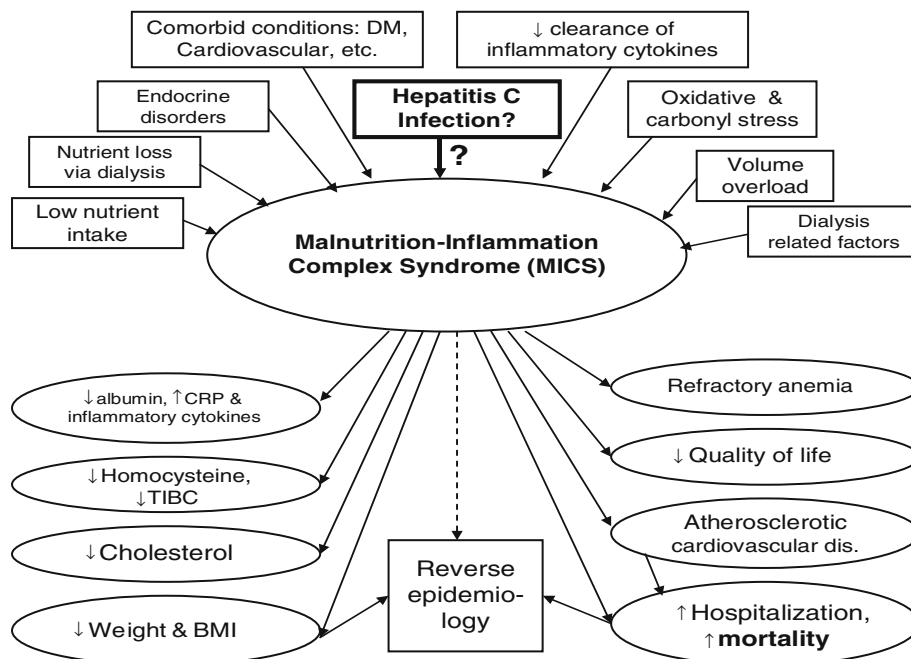 Comorbid conditions: DM,
Cardiovascular, etc.
↓ clearance of
inflammatory cytokines
Endocrine
disorders
Hepatitis C
Infection?
Oxidative &
carbonyl stress
?
Nutrient loss
via dialysis
Volume
overload
Low nutrient
intake
Dialysis
related factors
Malnutrition-Inflammation
Complex Syndrome (MICS)
↓albumin, ↑CRP &
inflammatory cytokines
Refractory anemia
↓Homocysteine,
↓TIBC
↓ Quality of life
↓Cholesterol
Atherosclerotic
cardiovascular dis.
↓ Weight & BMI
Reverse
epidemio-
logy
↑Hospitalization,
↑mortality